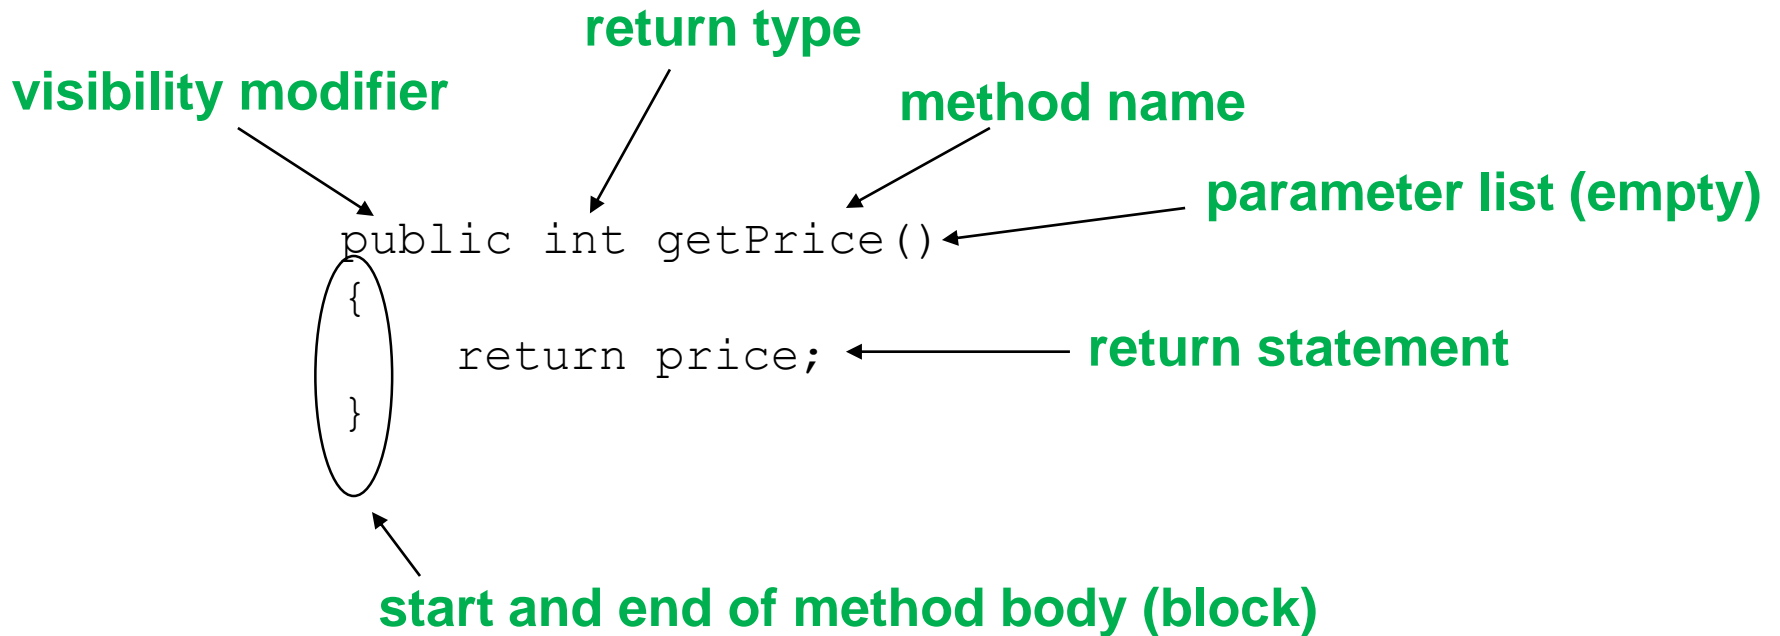 return type
visibility modifier
method name
parameter list (empty)
public int getPrice()
{
return price;
return statement
}
start and end of method body (block)